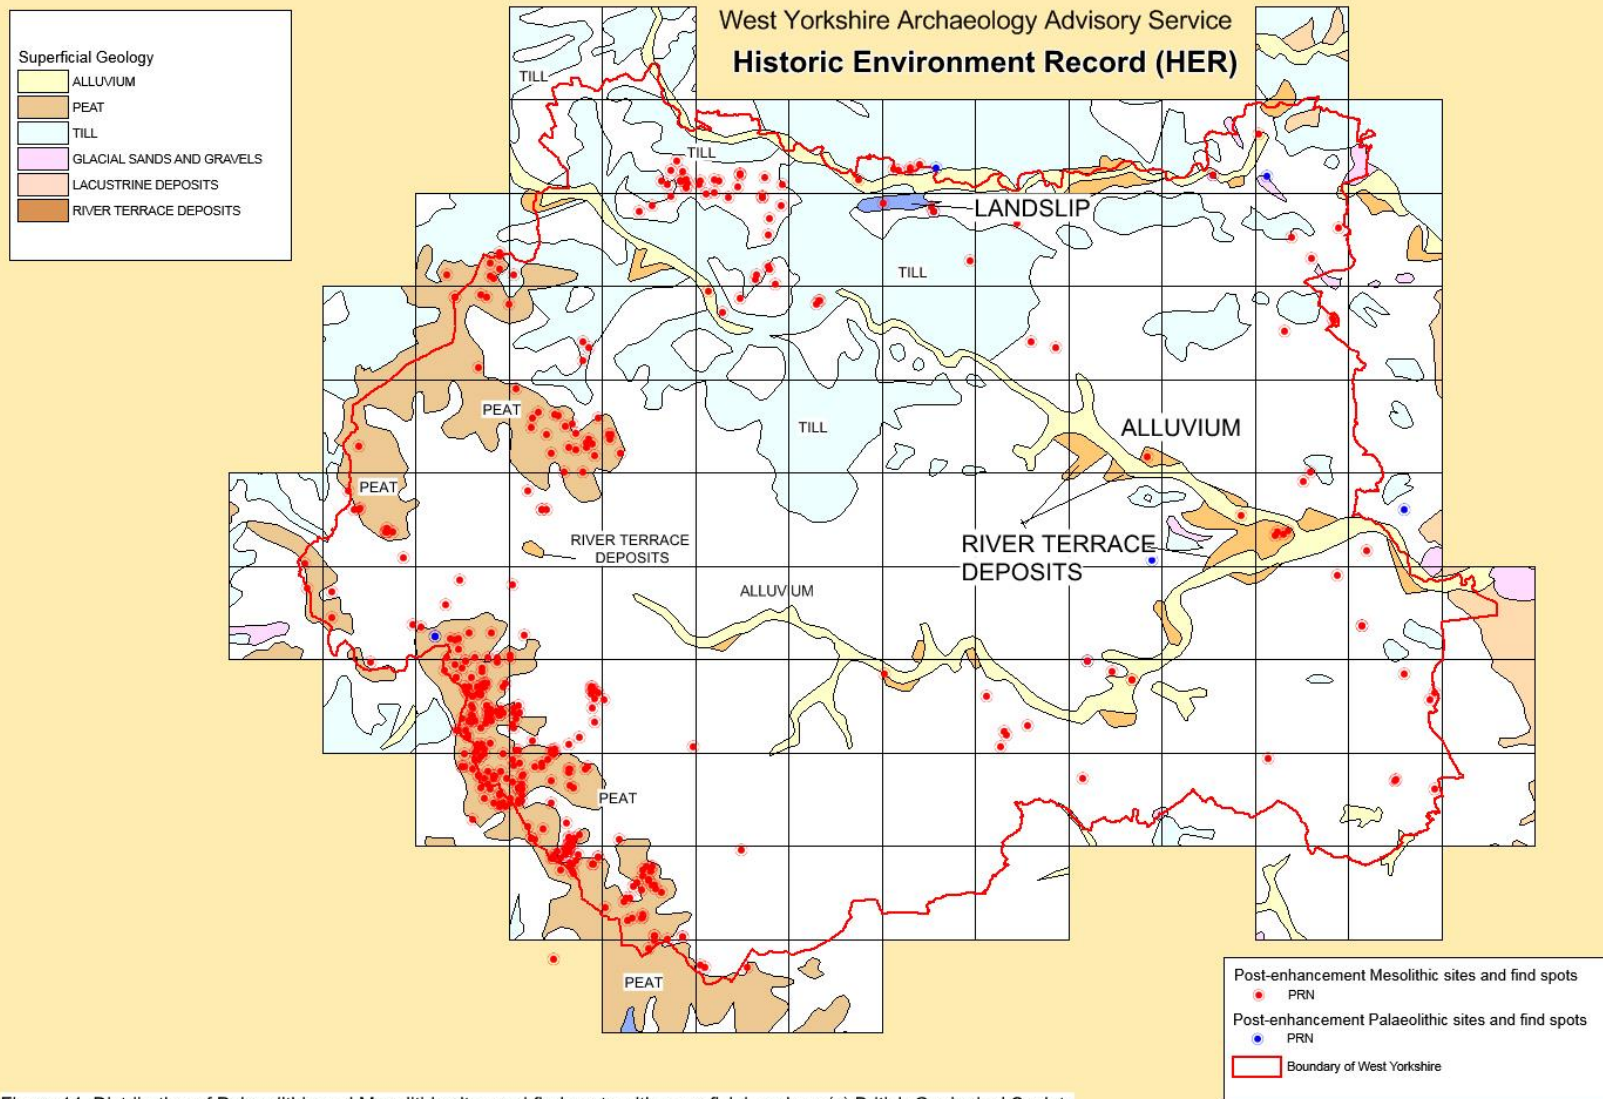 West Yorkshire Archaeology Advisory Service
Historic Environment Record (HER)
Superficial Geology
ALLUVIUM
PEAT
TILL
GLACIAL SANDS AND GRAVELS
LACUSTRINE DEPOSITS
RIVER TERRACE DEPOSITS
TILL
TILL
LANDSLIP
TILL
PEAT
TILL
ALLUVIUM
PEAT
RIVER TERRACE
DEPOSITS
RIVER TERRACE
DEPOSITS
ALLUVIUM
PEAT
PEAT
Post-enhancement Mesolithic sites and find spots
PRN
Post-enhancement Palaeolithic sites and find spots
PRN
Boundary of West Yorkshire